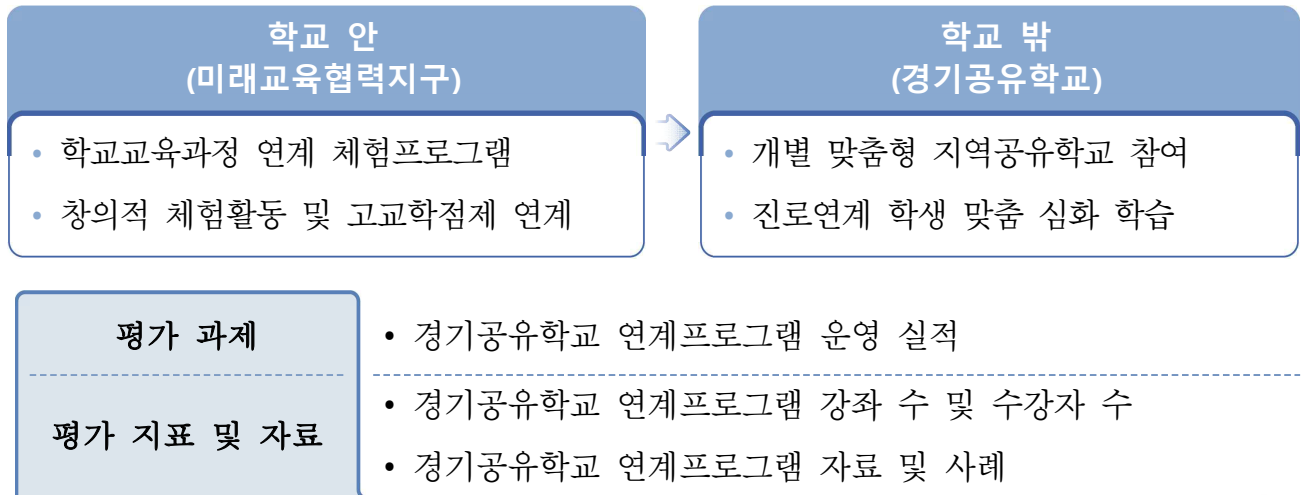 학교 안
(미래교육협력지구)
• 학교교육과정 연계 체험프로그램
• 창의적 체험활동 및 고교학점제 연계
학교 밖
(경기공유학교)
• 개별 맞춤형 지역공유학교 참여
• 진로연계 학생 맞춤 심화 학습
평가 과제
• 경기공유학교 연계프로그램 운영 실적
평가 지표 및 자료
• 경기공유학교 연계프로그램 강좌 수 및 수강자 수
• 경기공유학교 연계프로그램 자료 및 사례